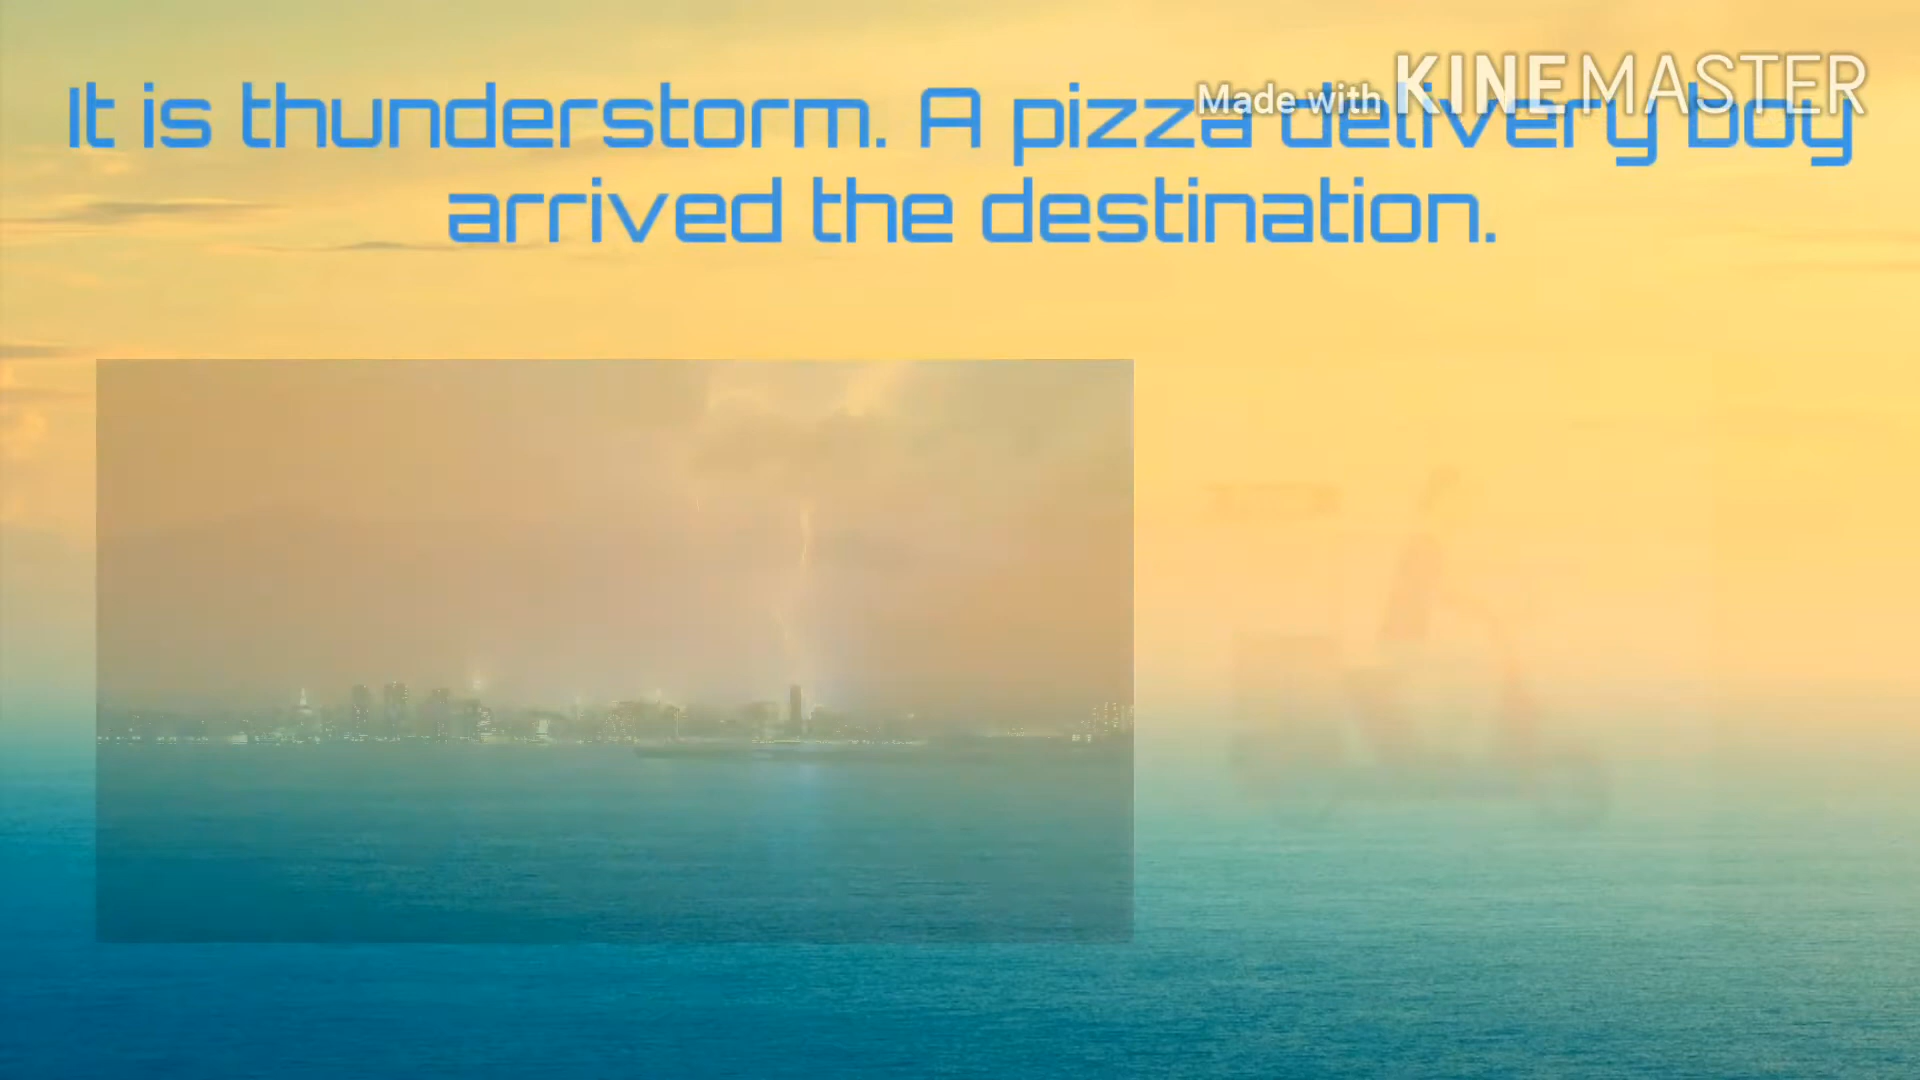 It is thunderstorm. A pizza delivery boy
arrived the destination.
Made with KINEMASTER